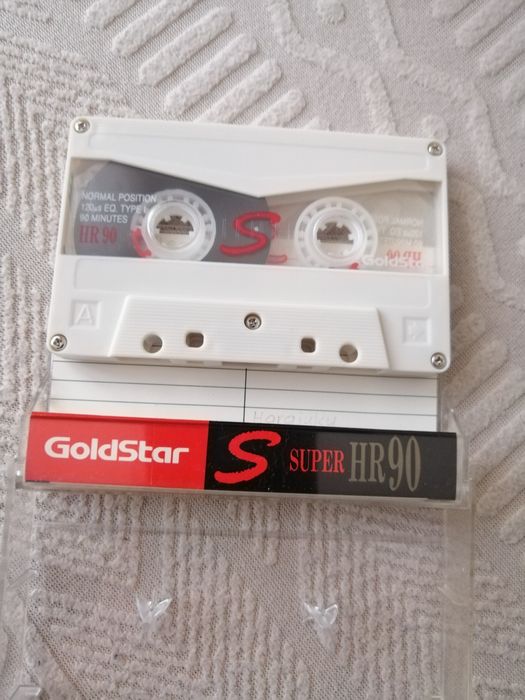 NORMAL POSITION
120µs EQ. TYPE I
90 MINUTES
HR 90
S
GoldStar
A
GoldStar S SUPER HR90